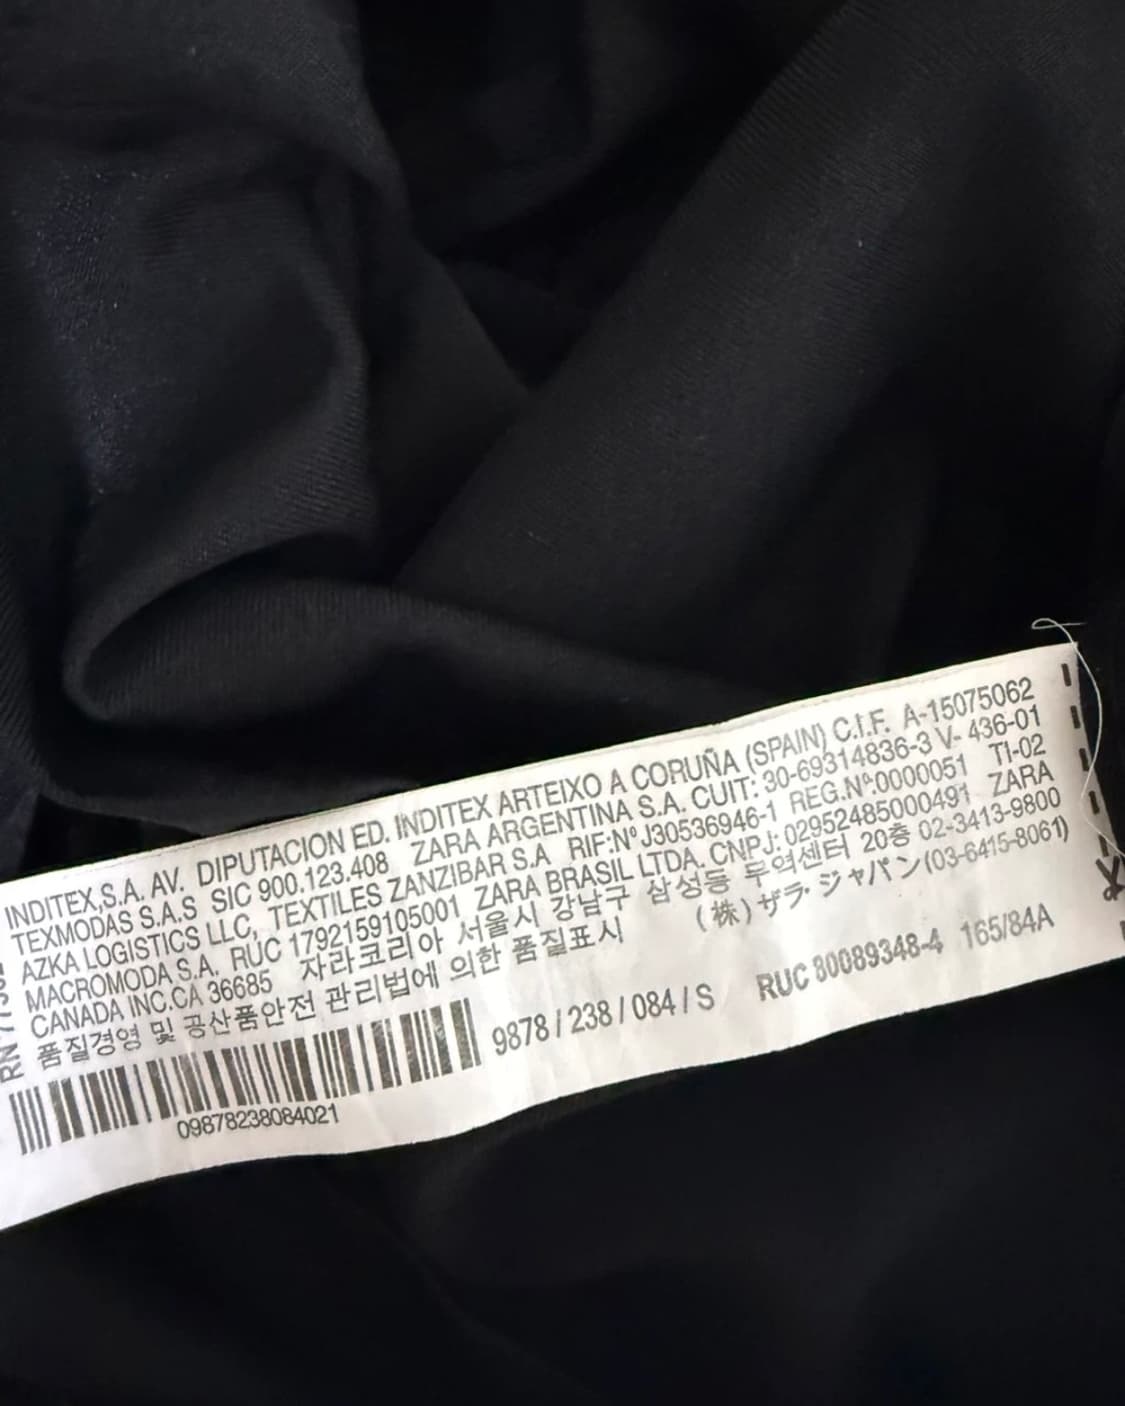 INDITEX,S.A. AV. DIPUTACION ED. INDITEX ARTEIXO A CORUÑA (SPAIN) C.I.F. A-15075062
TEXMODAS S.A.S SIC 900.123.408 ZARA ARGENTINA S.A. CUIT: 30-69314836-3 V- 436-01
AZKA LOGISTICS LLC, TEXTILES ZANZIBAR S.A RIF:Nº J30536946-1 REG.Nº:0000051 TI-02
MACROMODA S.A. RUC 1792159105001 ZARA BRASIL LTDA. CNPJ: 02952485000491 ZARA
CANADA INC.CA 36685 자라코리아 서울시 강남구 삼성동 무역센터 20층 02-3413-9800
품질경영 및 공산품안전 관리법에 의한 품질표시 (株)ザラ・ジャパン(03-6415-8061)
09878238084021
9878 / 238 / 084 / S RUC 80089348-4 165/84A